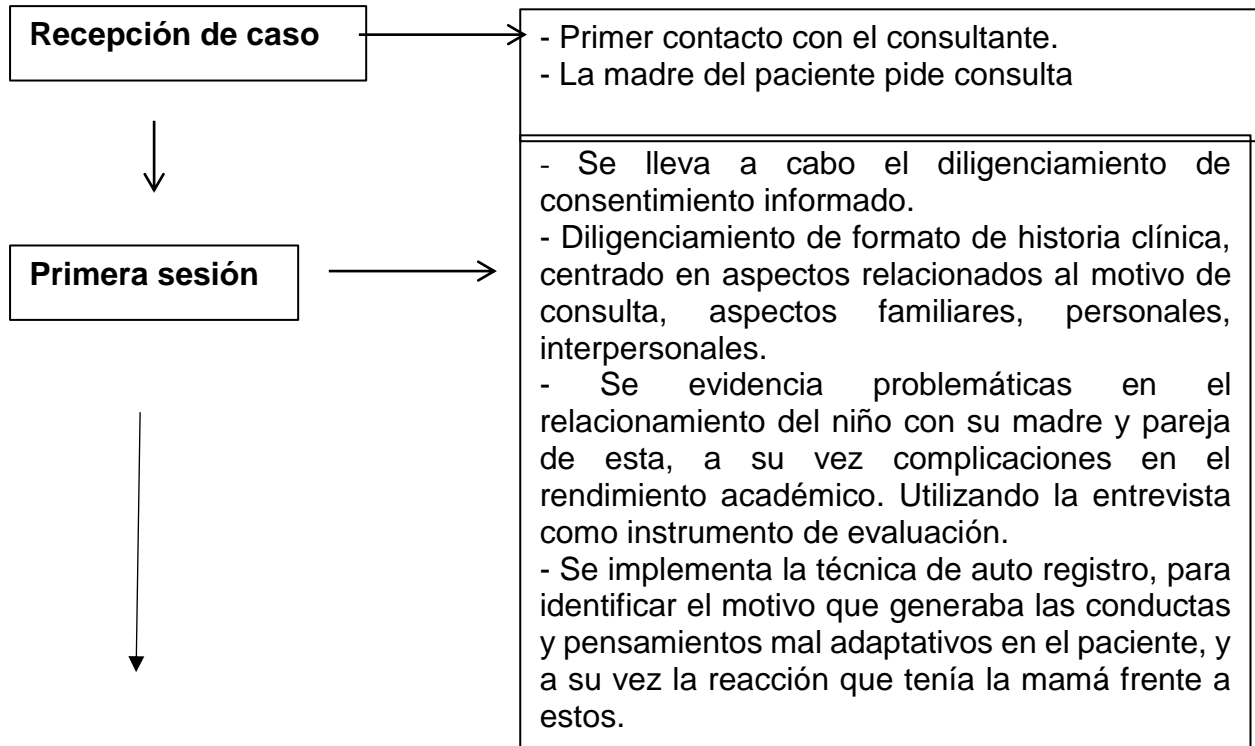 Recepción de caso
- Primer contacto con el consultante.
- La madre del paciente pide consulta
Primera sesión
- Se lleva a cabo el diligenciamiento de
consentimiento informado.
- Diligenciamiento de formato de historia clínica,
centrado en aspectos relacionados al motivo de
consulta, aspectos familiares, personales,
interpersonales.
- Se evidencia problemáticas en el
relacionamiento del niño con su madre y pareja
de esta, a su vez complicaciones en el
rendimiento académico. Utilizando la entrevista
como instrumento de evaluación.
- Se implementa la técnica de auto registro, para
identificar el motivo que generaba las conductas
y pensamientos mal adaptativos en el paciente, y
a su vez la reacción que tenía la mamá frente a
estos.